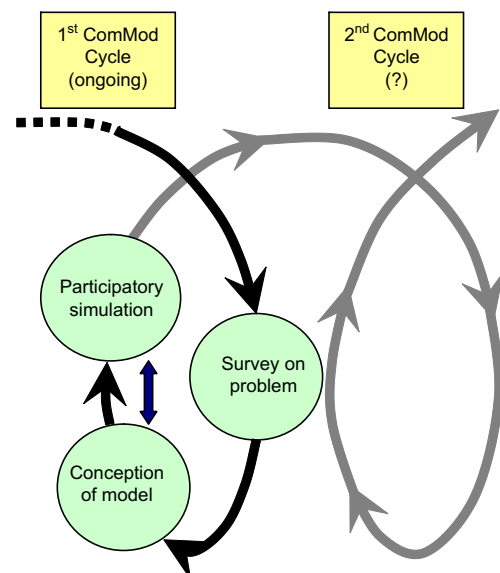 1st ComMod
Cycle
(ongoing)
2nd ComMod
Cycle
(?)
Participatory
simulation
Survey on
problem
Conception
of model